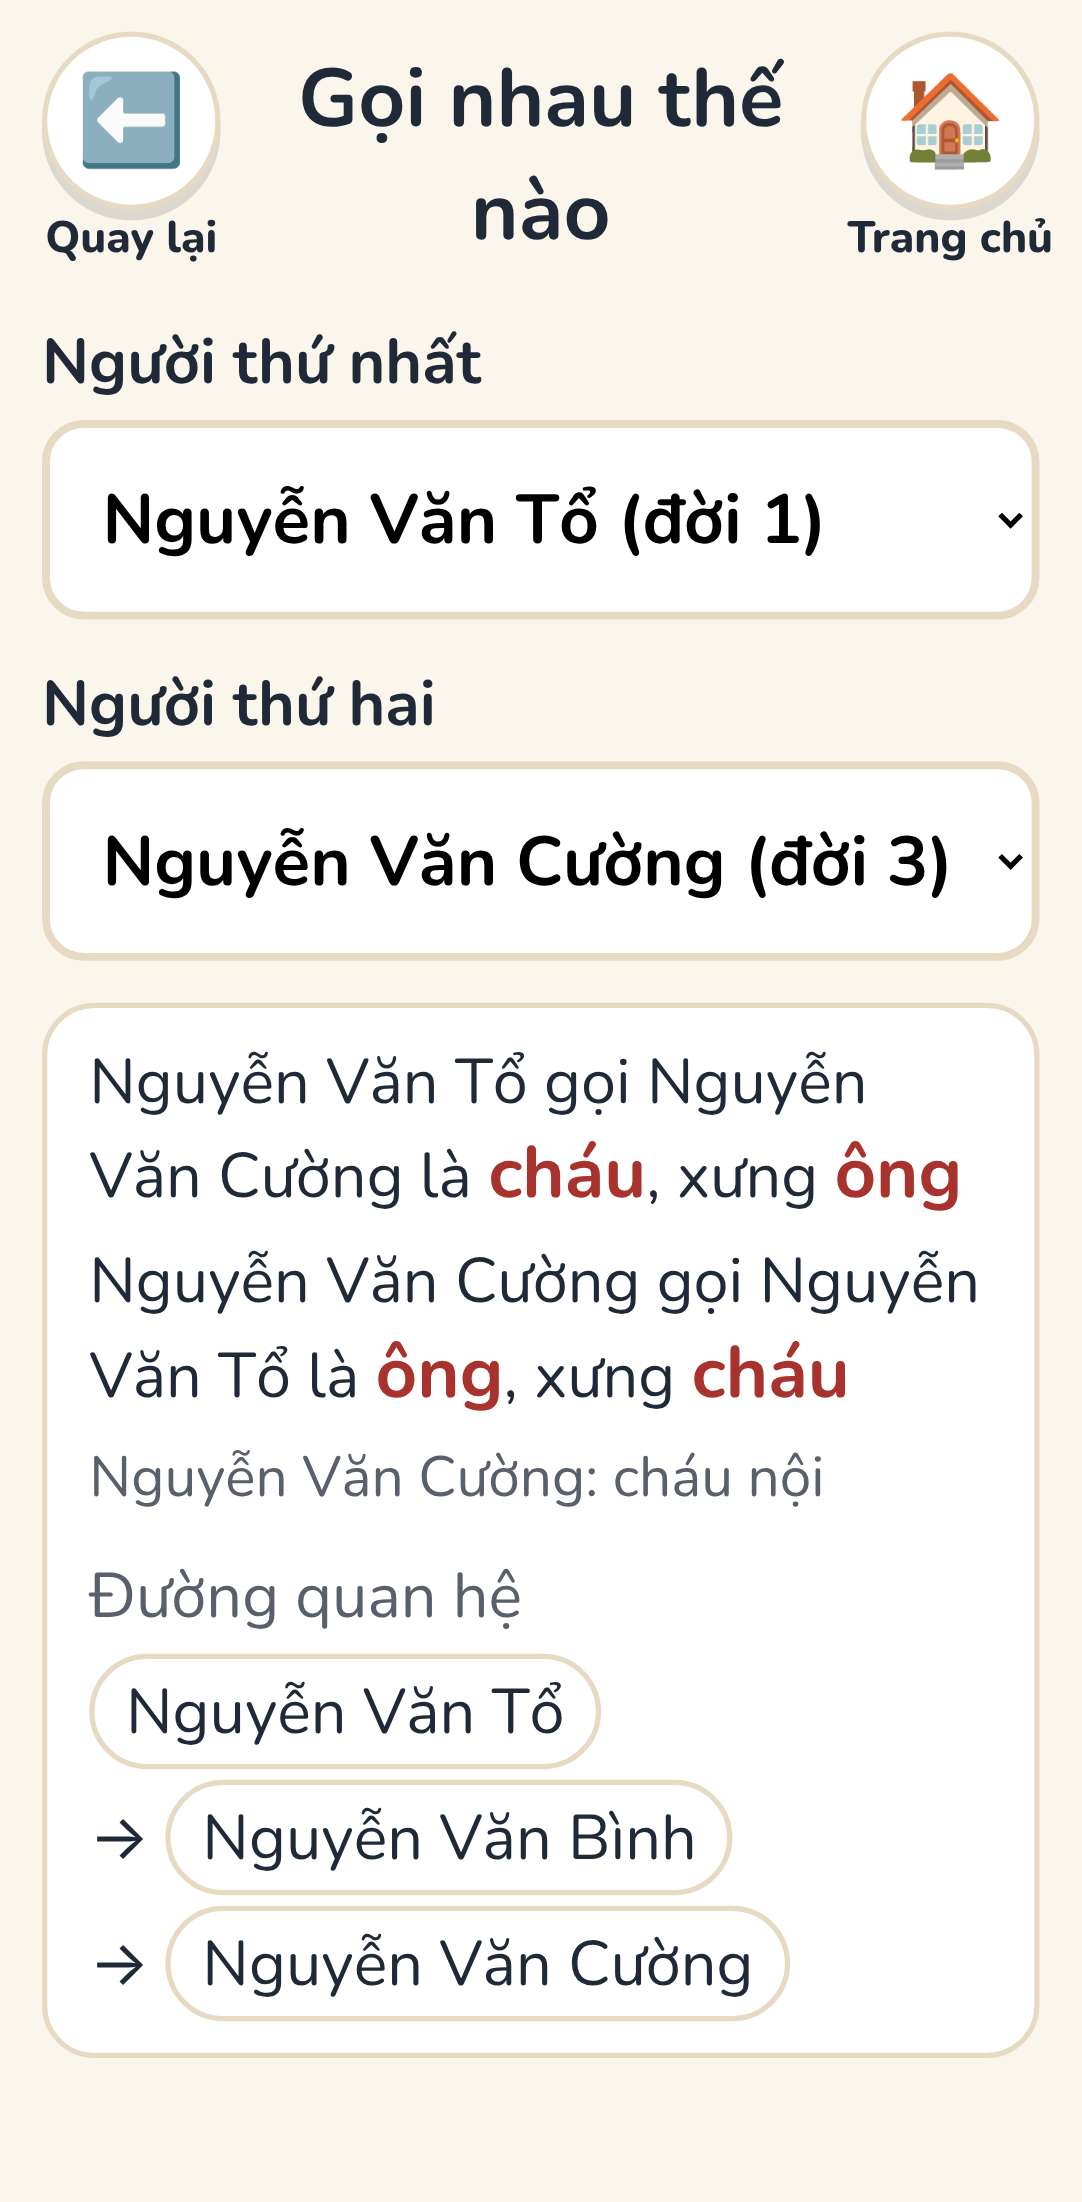 Gọi nhau thế
nào
Quay lại
Trang chủ
Người thứ nhất
Nguyễn Văn Tổ (đời 1)
Người thứ hai
Nguyễn Văn Cường (đời 3)
Nguyễn Văn Tổ gọi Nguyễn
Văn Cường là cháu, xưng ông
Nguyễn Văn Cường gọi Nguyễn
Văn Tổ là ông, xưng cháu
Nguyễn Văn Cường: cháu nội
Đường quan hệ
Nguyễn Văn Tổ
→ Nguyễn Văn Bình
→ Nguyễn Văn Cường